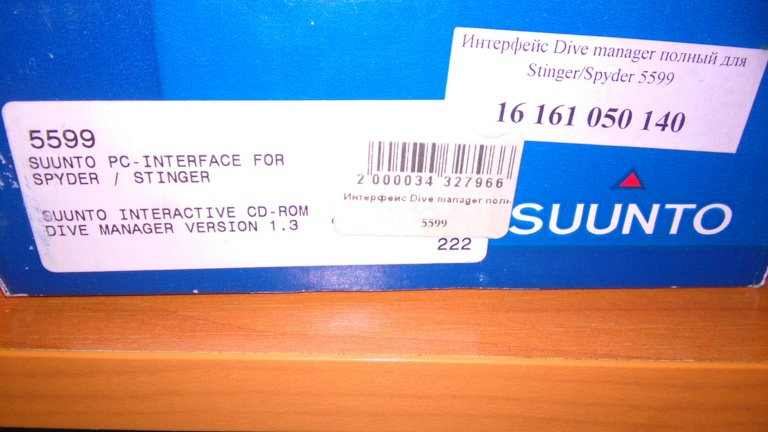 Интерфейс Dive manager полный для
Stinger/Spyder 5599
16 161 050 140
5599
SUUNTO PC-INTERFACE FOR
SPYDER / STINGER
SUUNTO INTERACTIVE CD-ROM
DIVE MANAGER VERSION 1.3
222
2 000034 327966
Интерфейс Dive manager полн
5599
SUUNTO